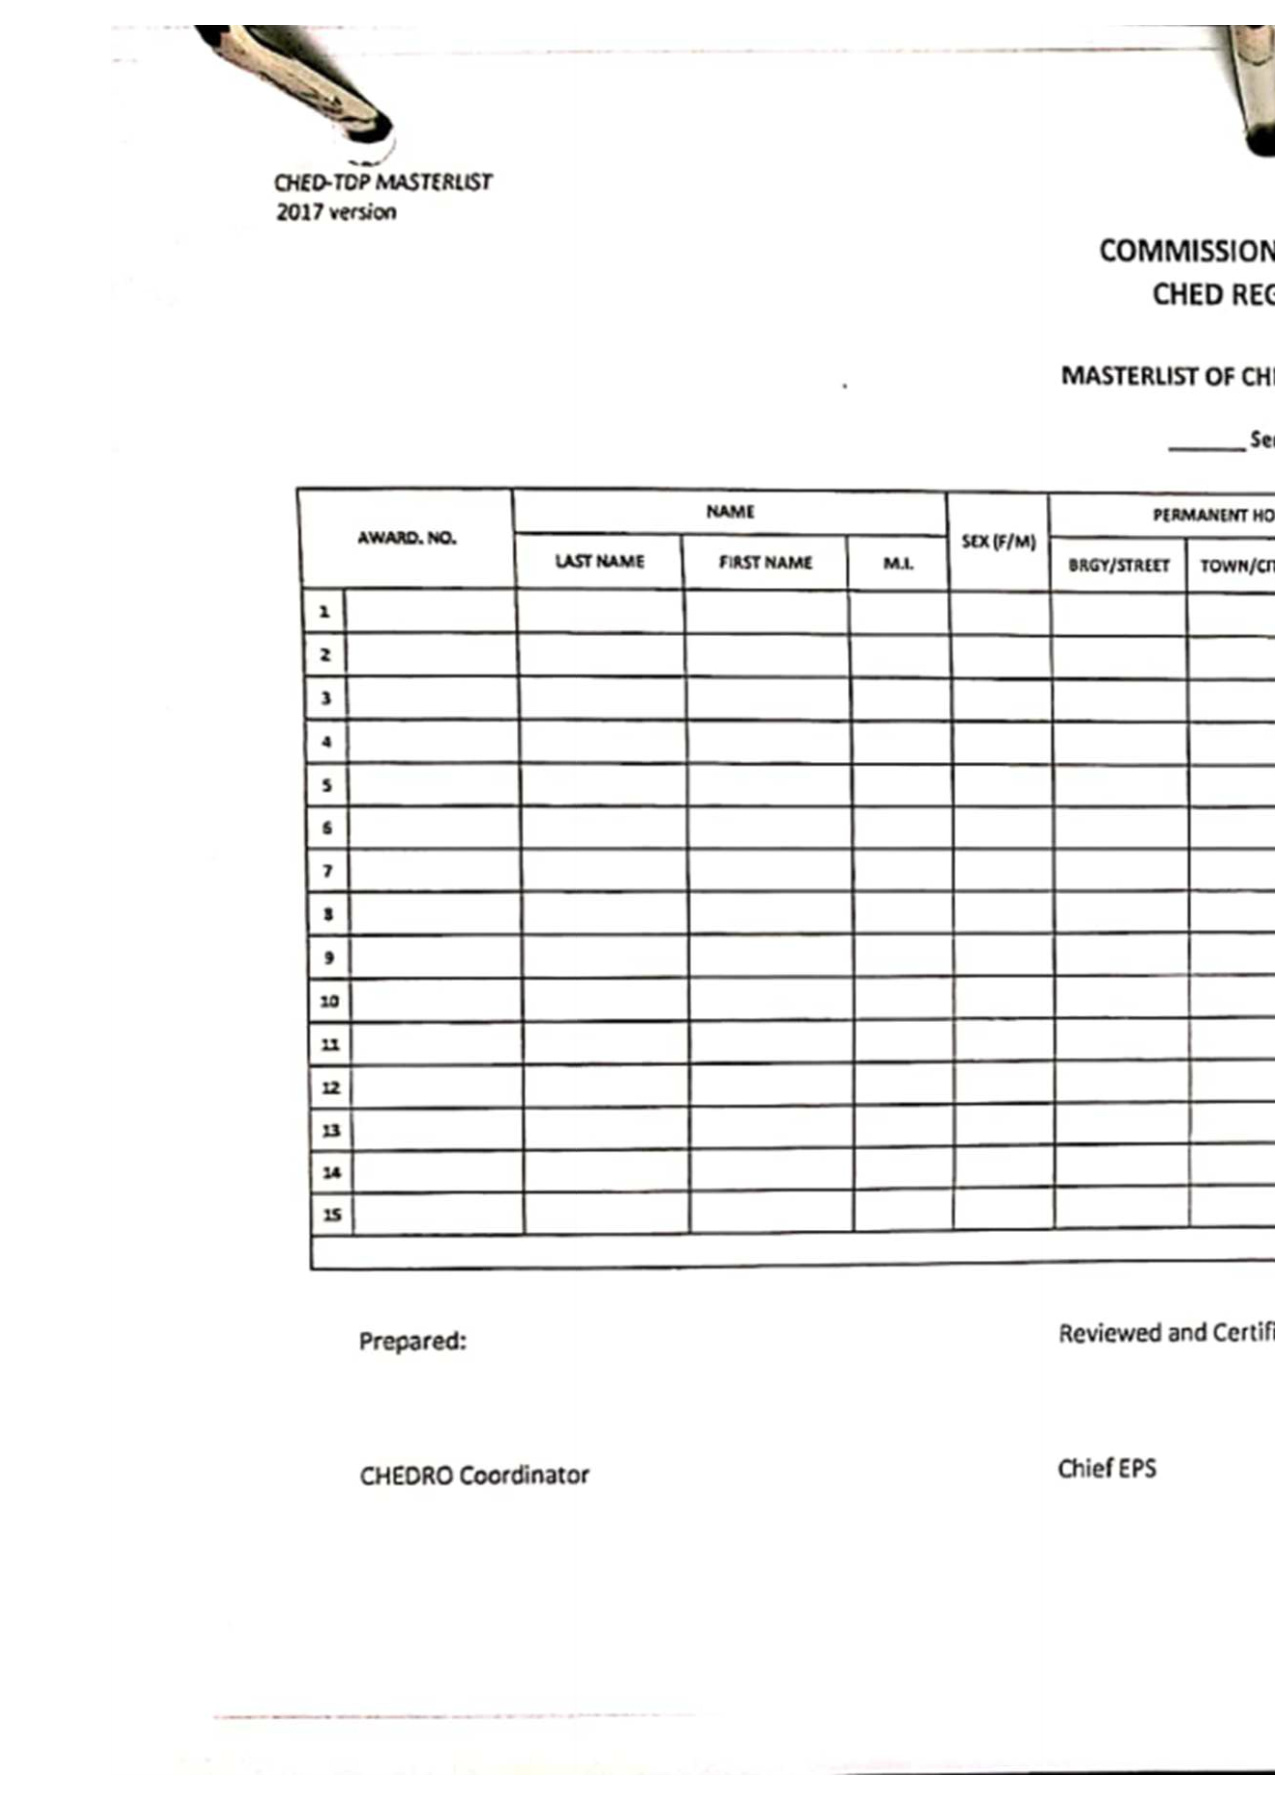 CHED-TDP MASTERLIST
2017 version
COMMISSION
CHED REG
MASTERLIST OF CH
______ Se
AWARD. NO.
NAME
SEX (F/M)
PERMANENT HO
LAST NAME
FIRST NAME
M.I.
BRGY/STREET
TOWN/CI
1
2
3
4
5
6
7
8
9
10
11
12
13
14
15
Prepared:
Reviewed and Certifi
CHEDRO Coordinator
Chief EPS